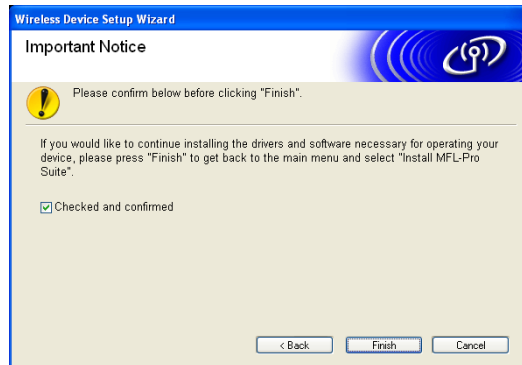 Wireless Device Setup Wizard
Important Notice
Please confirm below before clicking "Finish".
If you would like to continue installing the drivers and software necessary for operating your
device, please press "Finish" to get back to the main menu and select "Install MFL-Pro
Suite".
Checked and confirmed
< Back
Finish
Cancel